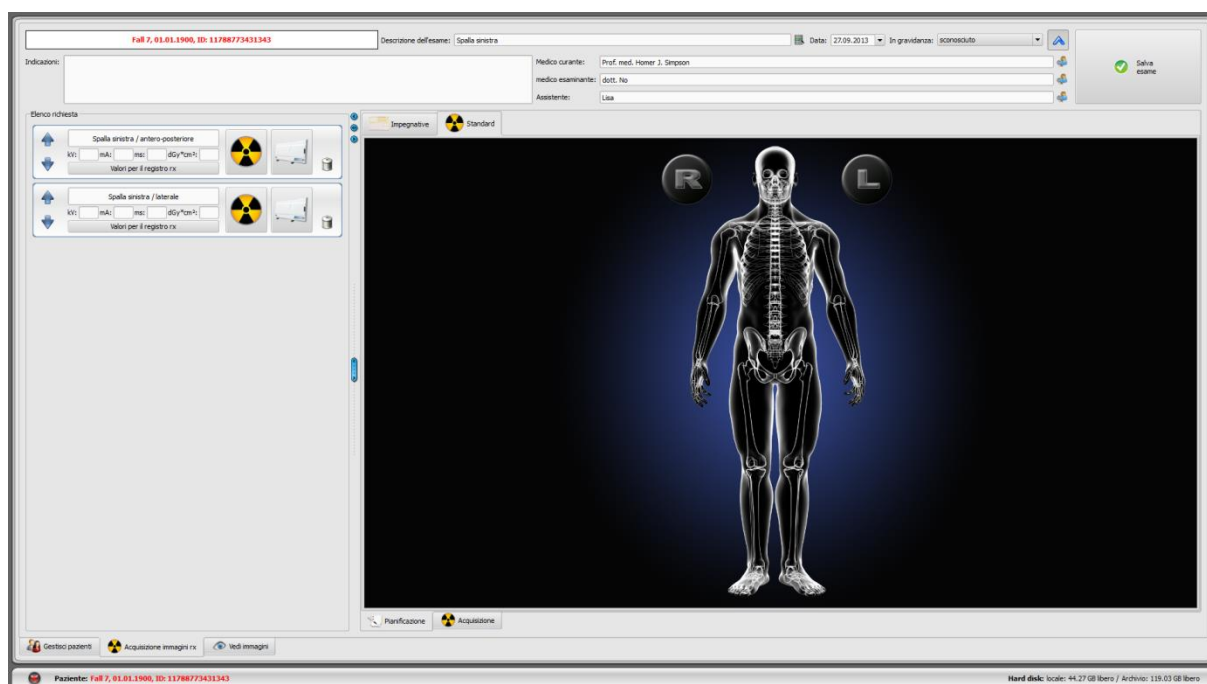 Fall 7, 01.01.1900, ID: 11788773431343
Descrizione dell'esame: Spalla sinistra
Data: 27.09.2013
In gravidanza: sconosciuto
Salva esame
Indicazioni:
Medico curante: Prof. med. Homer J. Simpson
medico esaminante: dott. No
Assistente: Lisa
Elenco richiesta
Spalla sinistra / antero-posteriore
kV: mA: ms: dGy*cm²:
Valori per il registro rx
Spalla sinistra / laterale
kV: mA: ms: dGy*cm²:
Valori per il registro rx
Impegnative
Standard
R
L
Pianificazione
Acquisizione
Gestisci pazienti
Acquisizione immagini rx
Vedi immagini
Paziente: Fall 7, 01.01.1900, ID: 11788773431343
Hard disk: locale: 44.27 GB libero / Archivio: 119.03 GB libero